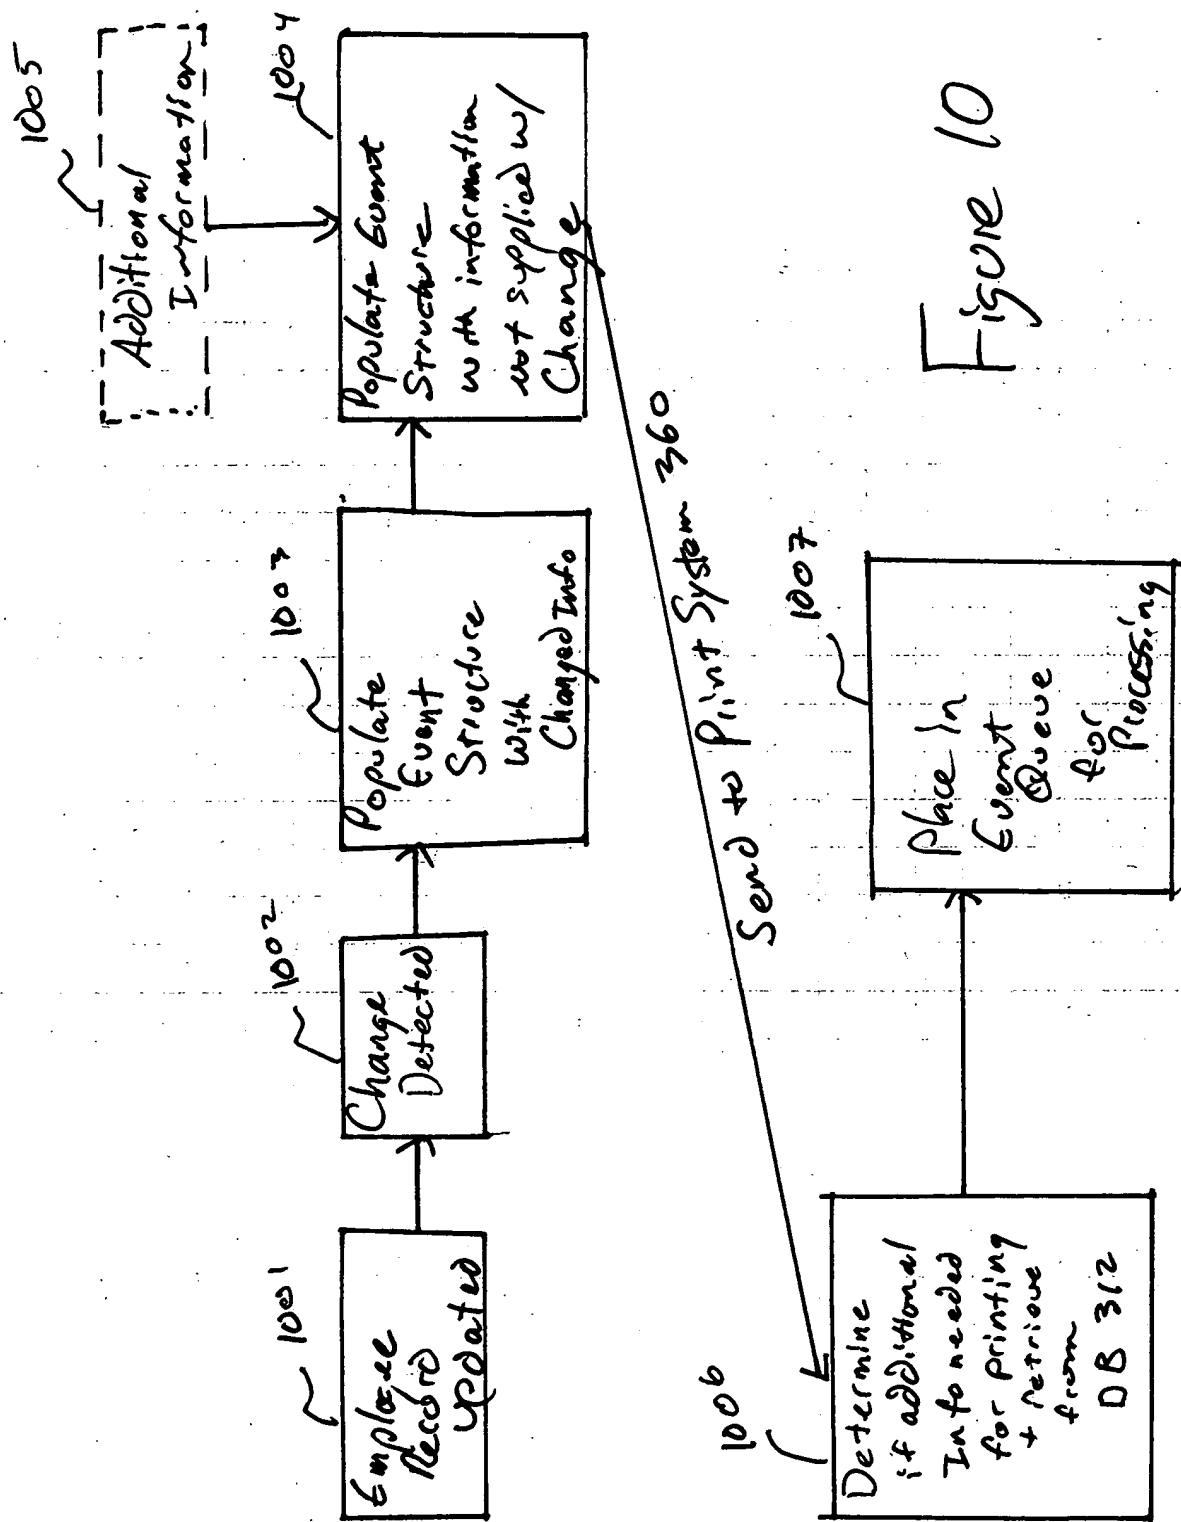 1001
Employee
Record
Updated
1002
Change
Detected
1003
Populate
Event
Structure
With
Changed Info
1004
Populate Event
Structure
with information
not supplied w/
Change
1005
Additional
Information
Send to Print System 360
1006
Determine
if additional
Info needed
for printing
+ retrieve
from
DB 312
1007
Place In
Event
Queue
for
Processing
Figure 10